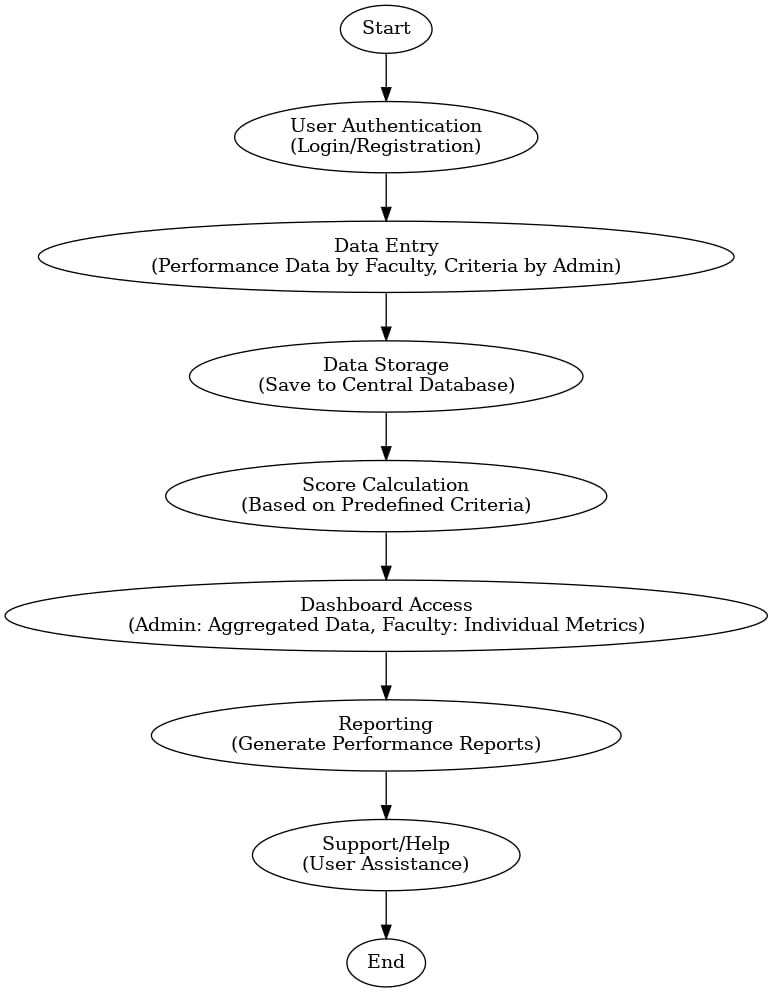 Start
User Authentication
(Login/Registration)
Data Entry
(Performance Data by Faculty, Criteria by Admin)
Data Storage
(Save to Central Database)
Score Calculation
(Based on Predefined Criteria)
Dashboard Access
(Admin: Aggregated Data, Faculty: Individual Metrics)
Reporting
(Generate Performance Reports)
Support/Help
(User Assistance)
End